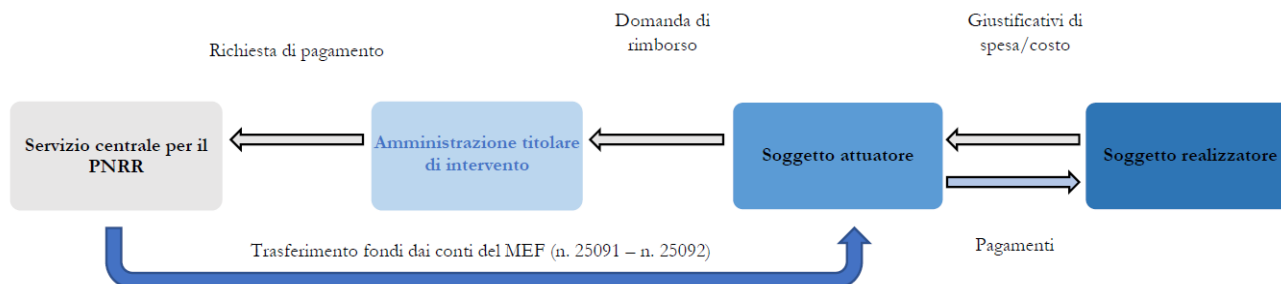 Richiesta di pagamento
Domanda di
rimborso
Giustificativi di
spesa/costo
Servizio centrale per il
PNRR
Amministrazione titolare
di intervento
Soggetto attuatore
Soggetto realizzatore
Trasferimento fondi dai conti del MEF (n. 25091 – n. 25092)
Pagamenti